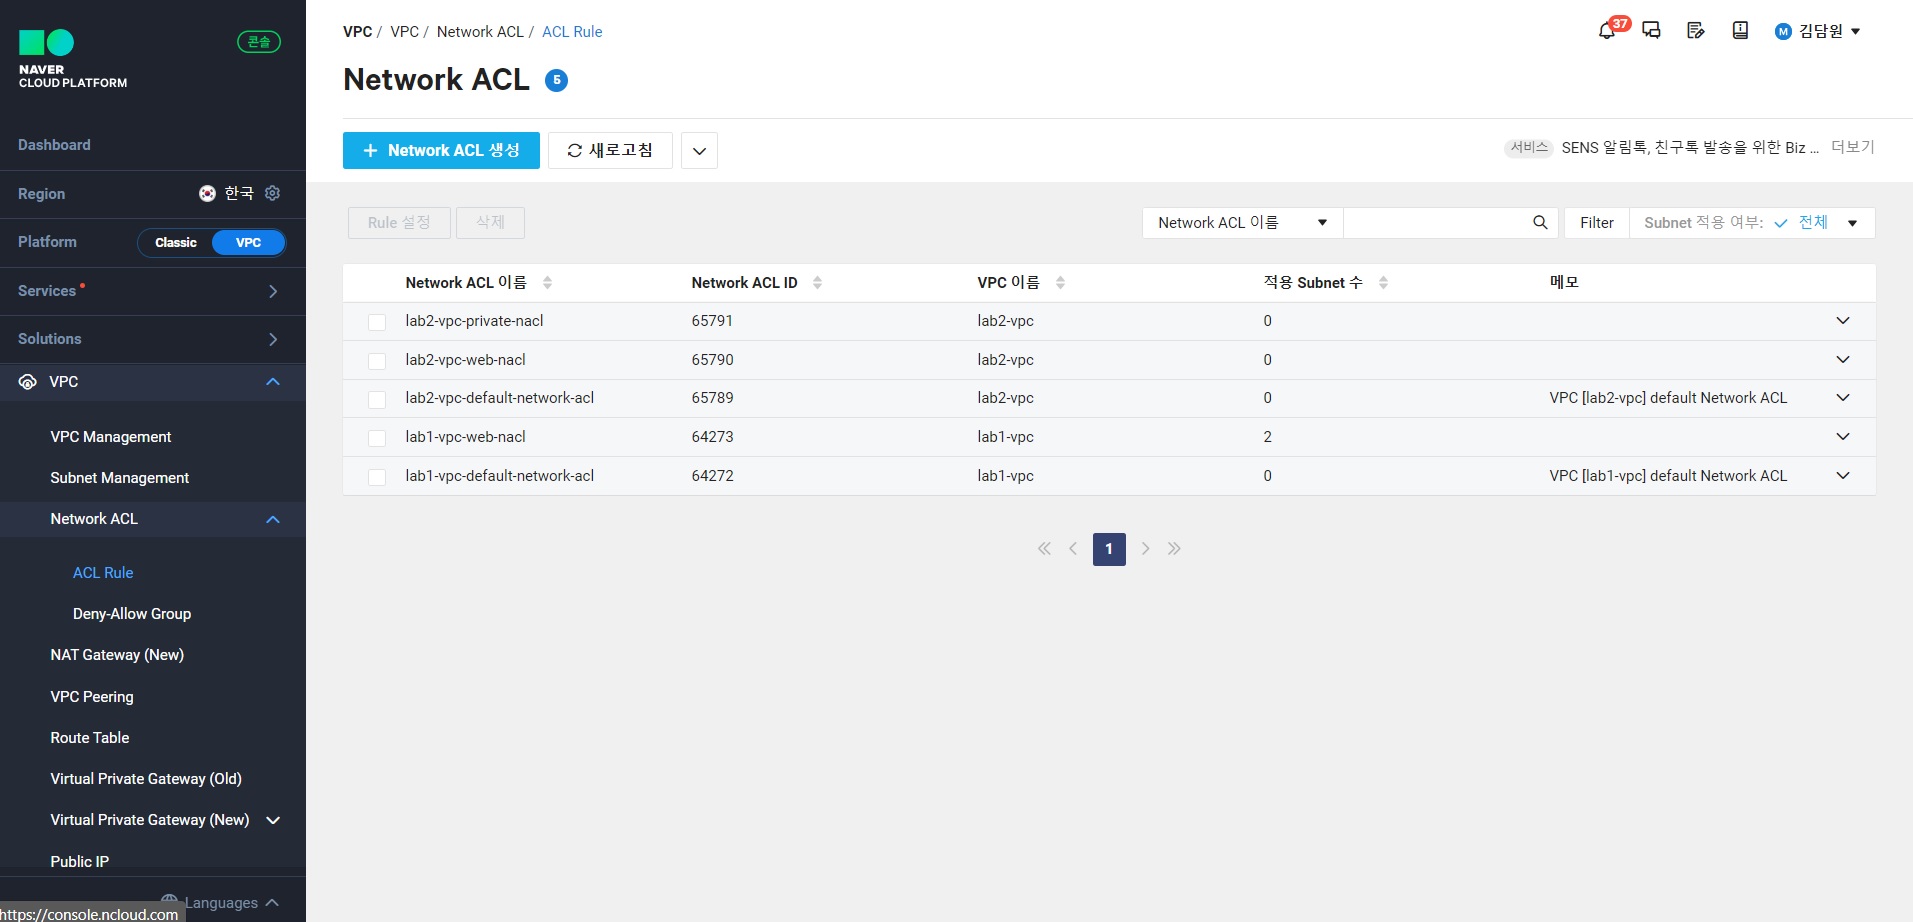 NAVER
CLOUD PLATFORM
콘솔
Dashboard
Region 한국
Platform Classic VPC
Services
Solutions
VPC
VPC Management
Subnet Management
Network ACL
ACL Rule
Deny-Allow Group
NAT Gateway (New)
VPC Peering
Route Table
Virtual Private Gateway (Old)
Virtual Private Gateway (New)
Public IP
Languages
https://console.ncloud.com
VPC / VPC / Network ACL / ACL Rule
37 M 김담원
Network ACL 5
+ Network ACL 생성 새로고침
서비스 SENS 알림톡, 친구톡 발송을 위한 Biz ... 더보기
Rule 설정 삭제 Network ACL 이름 Filter Subnet 적용 여부: 전체
Network ACL 이름 Network ACL ID VPC 이름 적용 Subnet 수 메모
lab2-vpc-private-nacl 65791 lab2-vpc 0
lab2-vpc-web-nacl 65790 lab2-vpc 0
lab2-vpc-default-network-acl 65789 lab2-vpc 0 VPC [lab2-vpc] default Network ACL
lab1-vpc-web-nacl 64273 lab1-vpc 2
lab1-vpc-default-network-acl 64272 lab1-vpc 0 VPC [lab1-vpc] default Network ACL
1